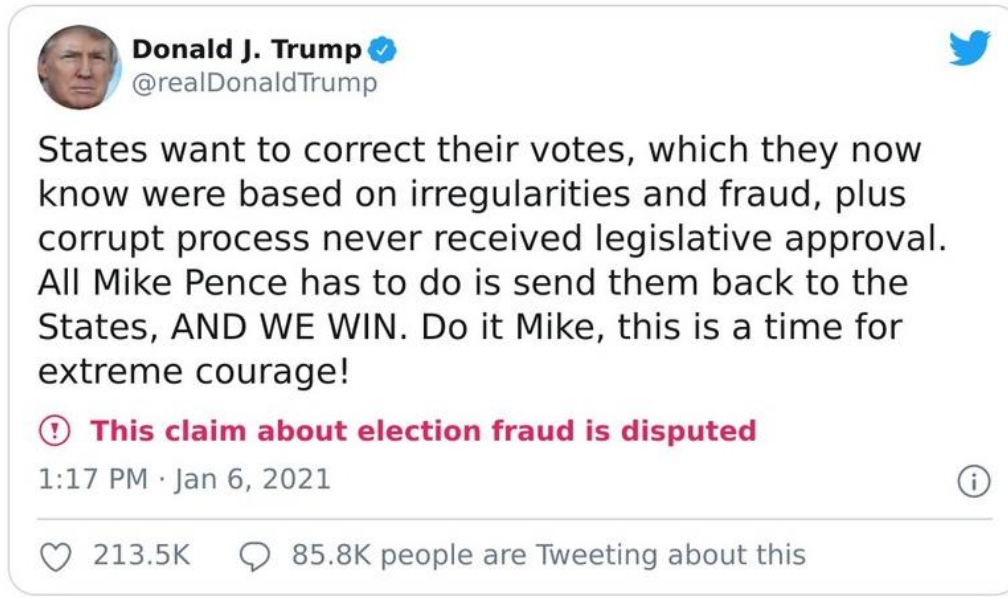 Donald J. Trump
@realDonaldTrump
States want to correct their votes, which they now
know were based on irregularities and fraud, plus
corrupt process never received legislative approval.
All Mike Pence has to do is send them back to the
States, AND WE WIN. Do it Mike, this is a time for
extreme courage!
This claim about election fraud is disputed
1:17 PM · Jan 6, 2021
213.5K 85.8K people are Tweeting about this